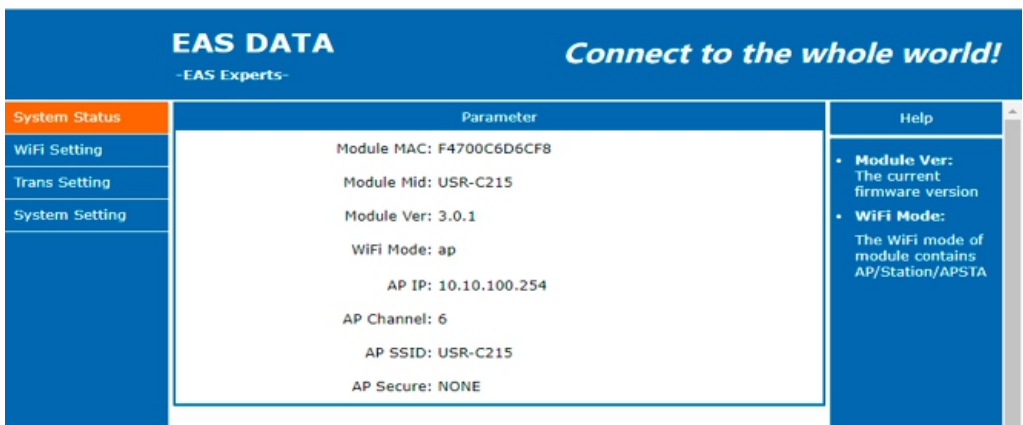 EAS DATA
-EAS Experts-
Connect to the whole world!
System Status
WiFi Setting
Trans Setting
System Setting
Parameter
Module MAC: F4700C6D6CF8
Module Mid: USR-C215
Module Ver: 3.0.1
WiFi Mode: ap
AP IP: 10.10.100.254
AP Channel: 6
AP SSID: USR-C215
AP Secure: NONE
Help
• Module Ver:
The current
firmware version
• WiFi Mode:
The WiFi mode of
module contains
AP/Station/APSTA